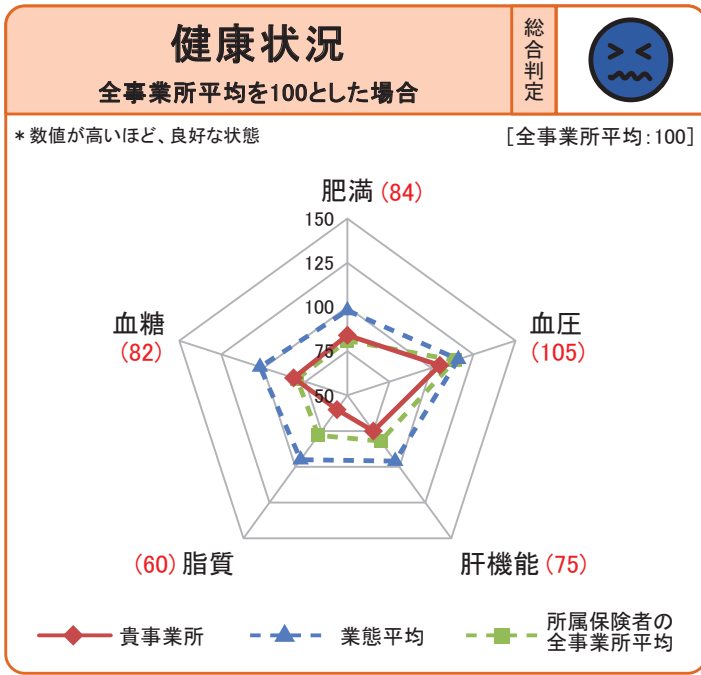 健康状況
全事業所平均を100とした場合
総合判定
*数値が高いほど、良好な状態
[全事業所平均:100]
肥満(84)
150
125
100
75
50
血糖
(82)
血圧
(105)
(60)脂質
肝機能(75)
貴事業所
業態平均
所属保険者の
全事業所平均